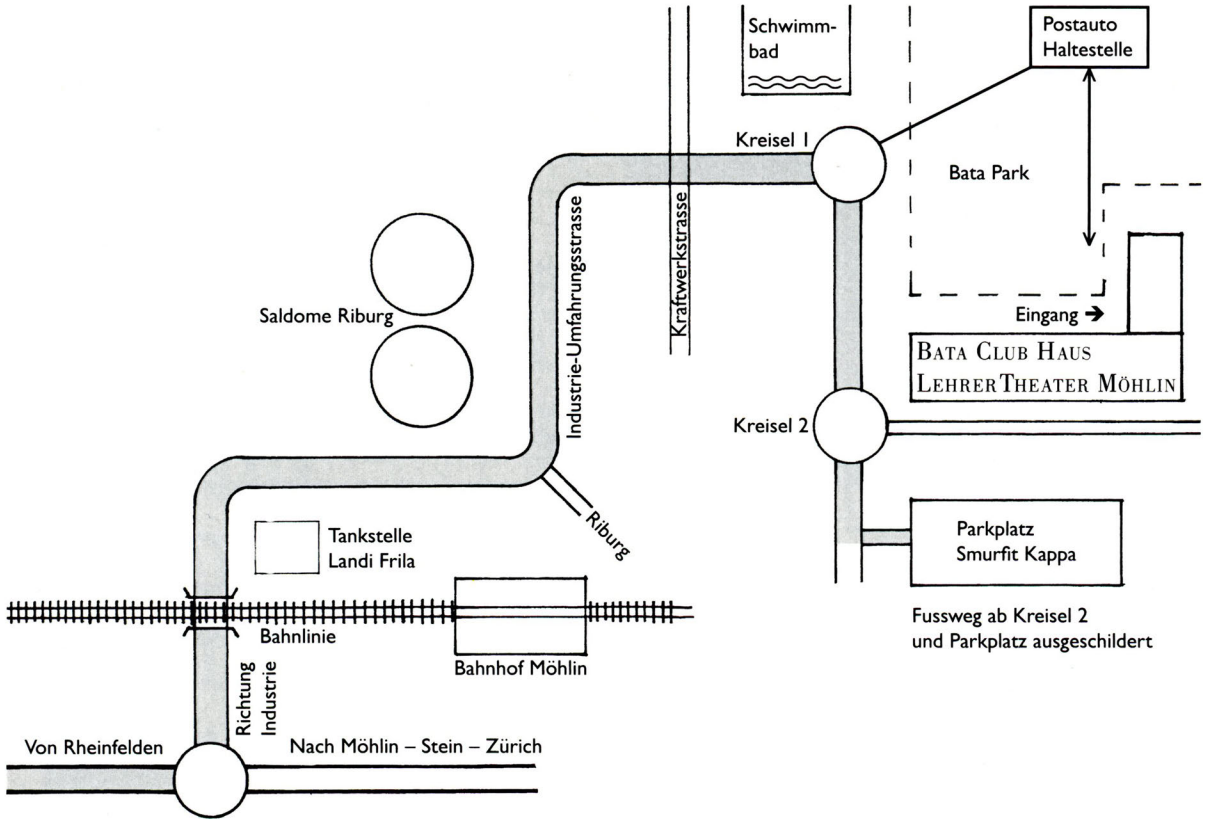 Schwimm-
bad
Postauto
Haltestelle
Kreisel 1
Bata Park
Kraftwerkstrasse
Industrie-Umfahrungsstrasse
Saldome Riburg
Eingang →
BATA CLUB HAUS
LEHRERTHEATER MÖHLIN
Kreisel 2
Riburg
Tankstelle
Landi Frila
Parkplatz
Smurfit Kappa
Bahnlinie
Bahnhof Möhlin
Fussweg ab Kreisel 2
und Parkplatz ausgeschildert
Richtung
Industrie
Von Rheinfelden
Nach Möhlin – Stein – Zürich